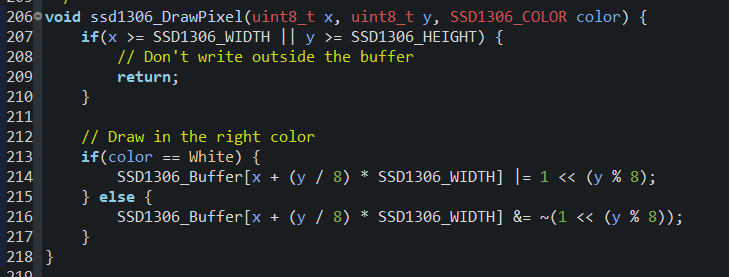 206 void ssd1306_DrawPixel(uint8_t x, uint8_t y, SSD1306_COLOR color) {
207     if(x >= SSD1306_WIDTH || y >= SSD1306_HEIGHT) {
208         // Don't write outside the buffer
209         return;
210     }
211
212     // Draw in the right color
213     if(color == White) {
214         SSD1306_Buffer[x + (y / 8) * SSD1306_WIDTH] |= 1 << (y % 8);
215     } else {
216         SSD1306_Buffer[x + (y / 8) * SSD1306_WIDTH] &= ~(1 << (y % 8));
217     }
218 }